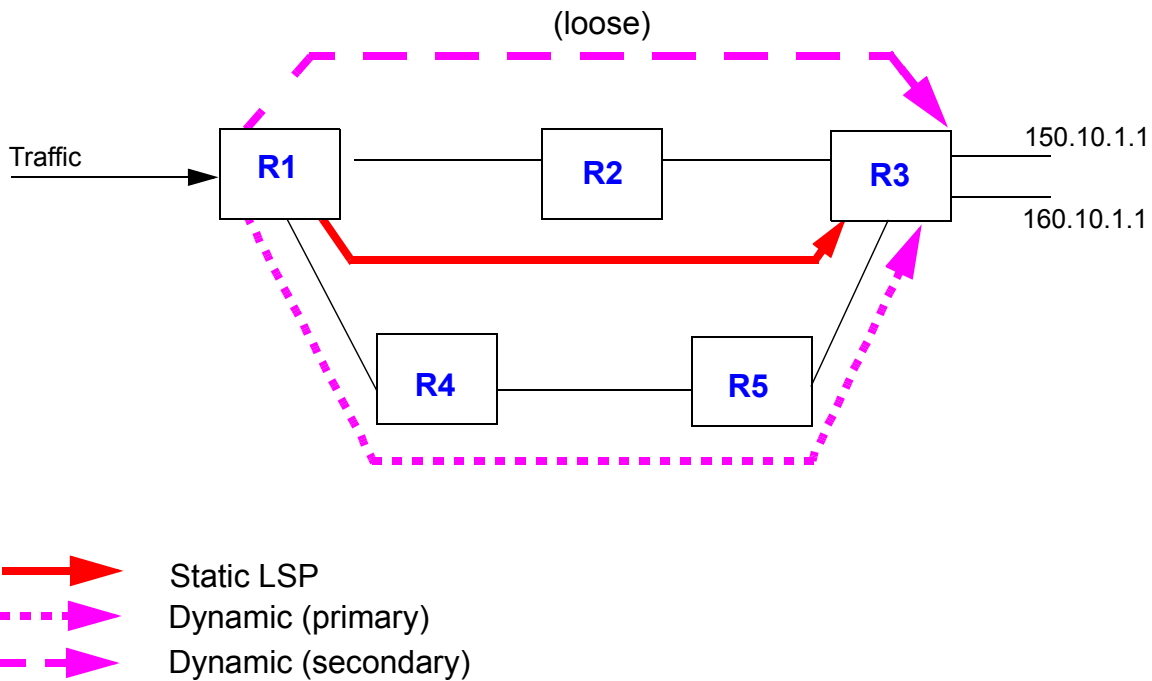 (loose)
Traffic
R1
R2
R3
150.10.1.1
160.10.1.1
R4
R5
Static LSP
Dynamic (primary)
Dynamic (secondary)